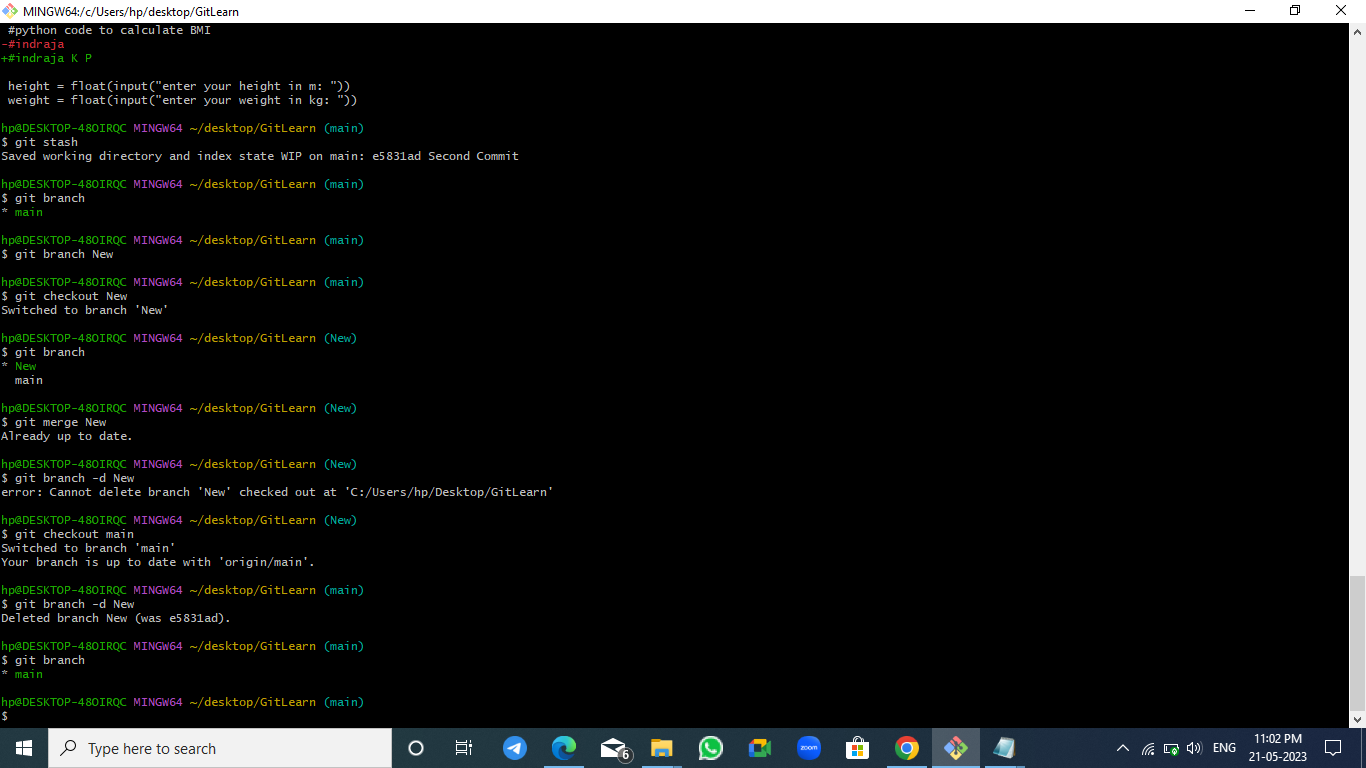 MINGW64:/c/Users/hp/desktop/GitLearn
#python code to calculate BMI
-#indraja
+#indraja K P
height = float(input("enter your height in m: "))
weight = float(input("enter your weight in kg: "))
hp@DESKTOP-48OIRQC MINGW64 ~/desktop/GitLearn (main)
$ git stash
Saved working directory and index state WIP on main: e5831ad Second Commit
hp@DESKTOP-48OIRQC MINGW64 ~/desktop/GitLearn (main)
$ git branch
* main
hp@DESKTOP-48OIRQC MINGW64 ~/desktop/GitLearn (main)
$ git branch New
hp@DESKTOP-48OIRQC MINGW64 ~/desktop/GitLearn (main)
$ git checkout New
Switched to branch 'New'
hp@DESKTOP-48OIRQC MINGW64 ~/desktop/GitLearn (New)
$ git branch
* New
  main
hp@DESKTOP-48OIRQC MINGW64 ~/desktop/GitLearn (New)
$ git merge New
Already up to date.
hp@DESKTOP-48OIRQC MINGW64 ~/desktop/GitLearn (New)
$ git branch -d New
error: Cannot delete branch 'New' checked out at 'C:/Users/hp/Desktop/GitLearn'
hp@DESKTOP-48OIRQC MINGW64 ~/desktop/GitLearn (New)
$ git checkout main
Switched to branch 'main'
Your branch is up to date with 'origin/main'.
hp@DESKTOP-48OIRQC MINGW64 ~/desktop/GitLearn (main)
$ git branch -d New
Deleted branch New (was e5831ad).
hp@DESKTOP-48OIRQC MINGW64 ~/desktop/GitLearn (main)
$ git branch
* main
hp@DESKTOP-48OIRQC MINGW64 ~/desktop/GitLearn (main)
$
Type here to search
6
zoom
ENG
11:02 PM
21-05-2023